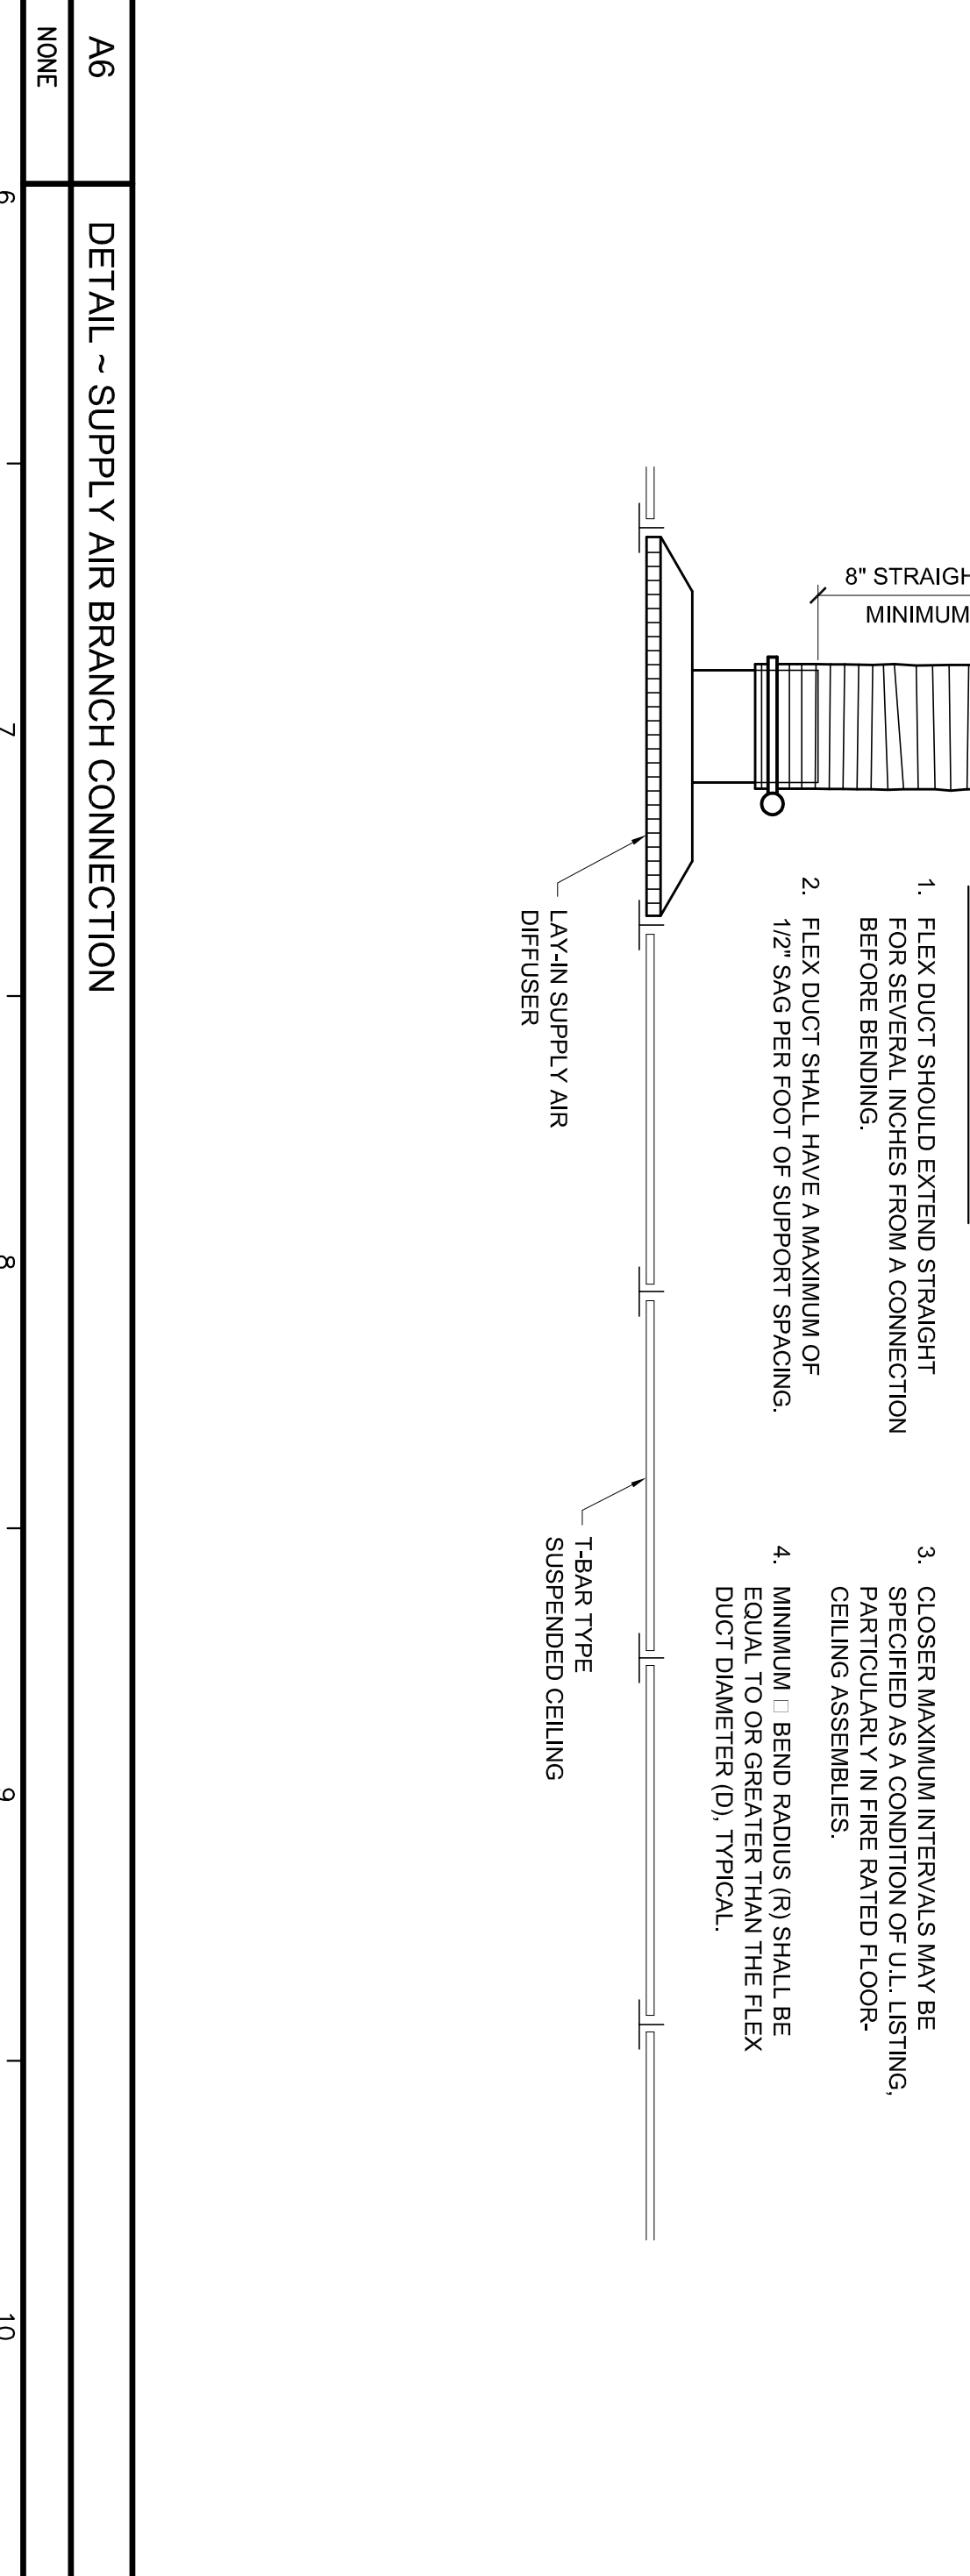 8" STRAIGH
MINIMUM
1. FLEX DUCT SHOULD EXTEND STRAIGHT
FOR SEVERAL INCHES FROM A CONNECTION
BEFORE BENDING.
2. FLEX DUCT SHALL HAVE A MAXIMUM OF
1/2" SAG PER FOOT OF SUPPORT SPACING.
3. CLOSER MAXIMUM INTERVALS MAY BE
SPECIFIED AS A CONDITION OF U.L. LISTING,
PARTICULARLY IN FIRE RATED FLOOR-
CEILING ASSEMBLIES.
4. MINIMUM □ BEND RADIUS (R) SHALL BE
EQUAL TO OR GREATER THAN THE FLEX
DUCT DIAMETER (D), TYPICAL.
LAY-IN SUPPLY AIR
DIFFUSER
T-BAR TYPE
SUSPENDED CEILING
A6
DETAIL ~ SUPPLY AIR BRANCH CONNECTION
NONE
6
7
8
9
10